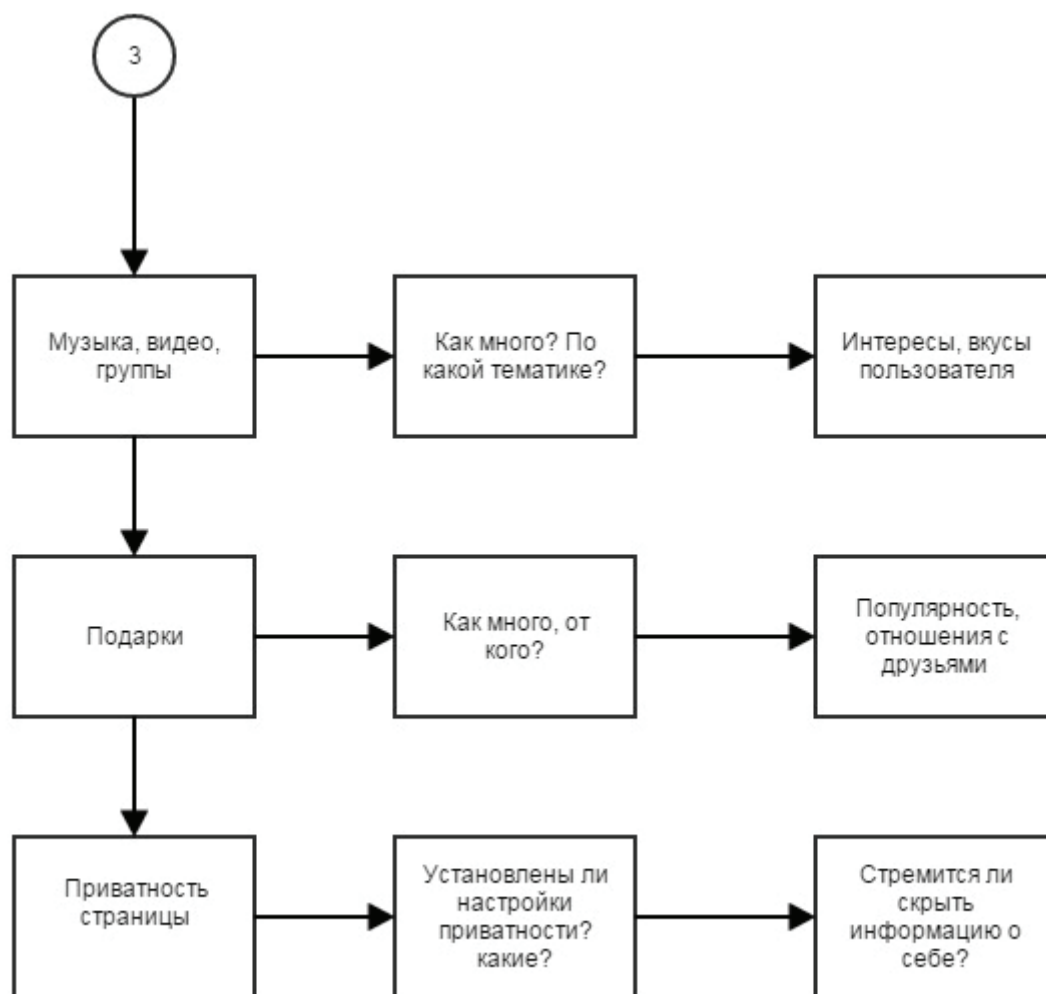 3
Музыка, видео,
группы
Как много? По
какой тематике?
Интересы, вкусы
пользователя
Подарки
Как много, от
кого?
Популярность,
отношения с
друзьями
Приватность
страницы
Установлены ли
настройки
приватности?
какие?
Стремится ли
скрыть
информацию о
себе?